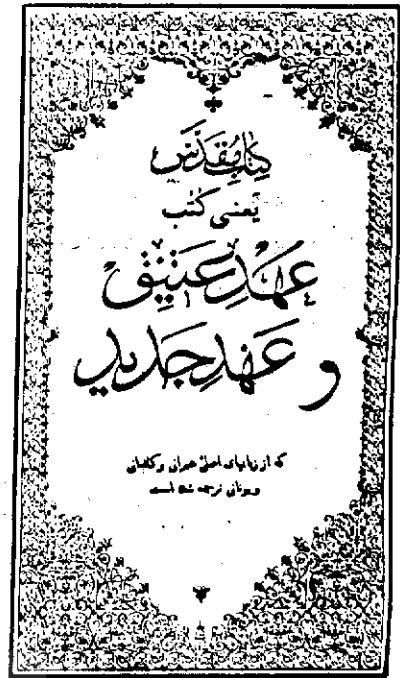 کتاب مقدس
یعنی کتب
عهد عتیق
و عهد جدید
که از زبانهای اصلی عبرانی و کلدانی
و یونانی ترجمه شده است